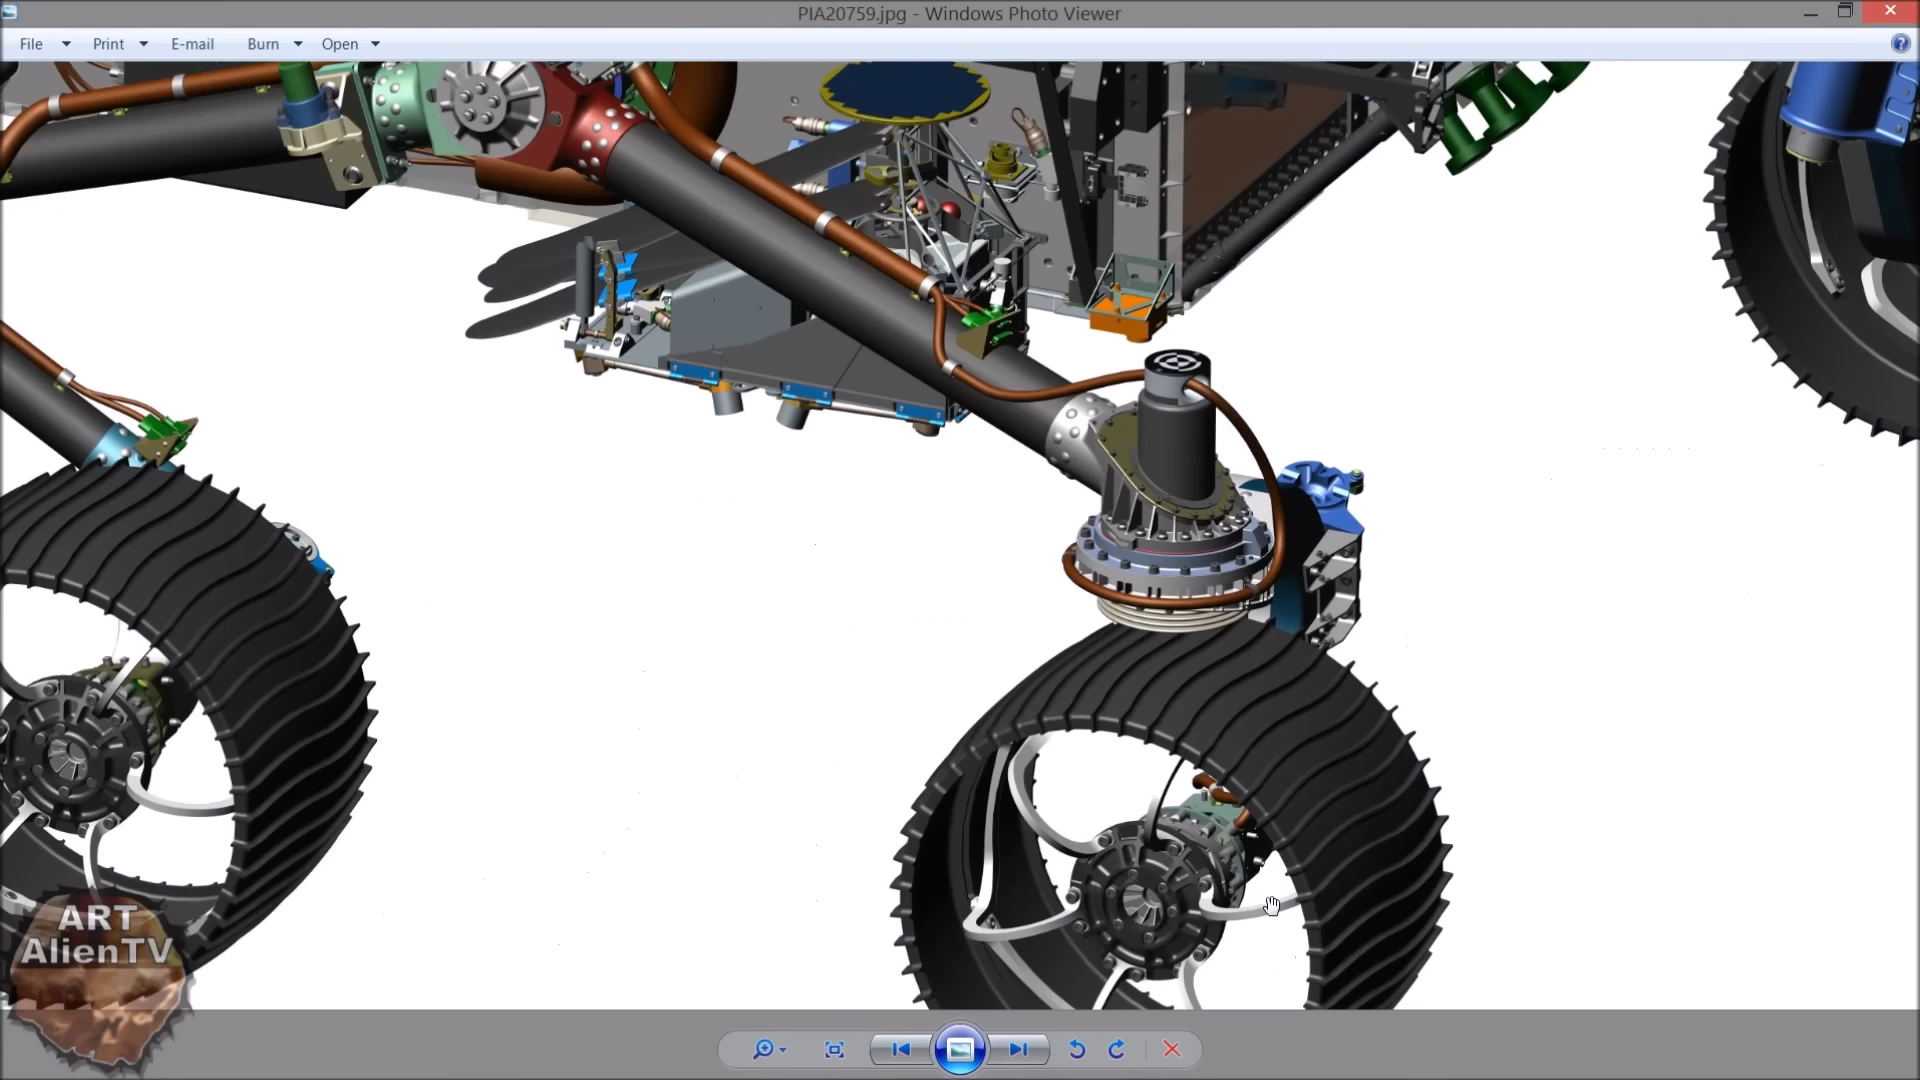 PIA20759.jpg - Windows Photo Viewer
File Print E-mail Burn Open
?
ART
AlienTV